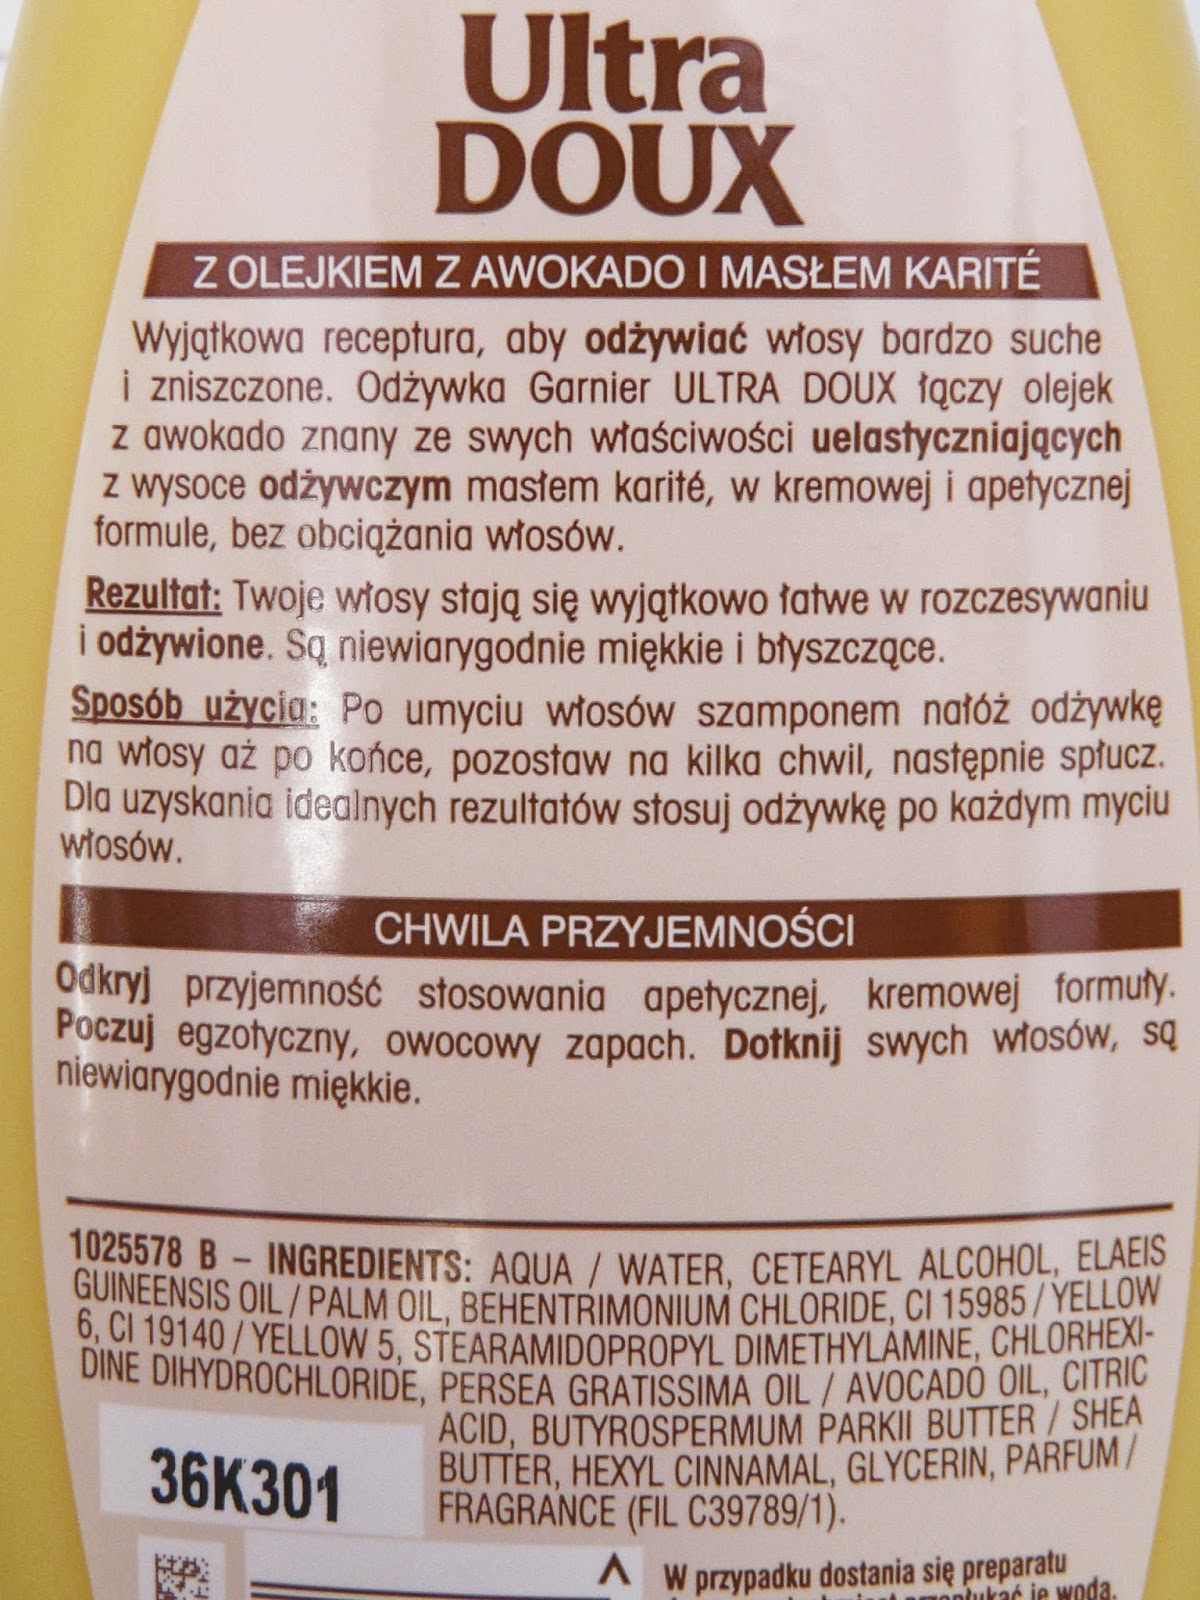 Ultra
DOUX
Z OLEJKIEM Z AWOKADO I MASŁEM KARITÉ
Wyjątkowa receptura, aby odżywiać włosy bardzo suche
i zniszczone. Odżywka Garnier ULTRA DOUX łączy olejek
z awokado znany ze swych właściwości uelastyczniających
z wysoce odżywczym masłem karité, w kremowej i apetycznej
formule, bez obciążania włosów.
Rezultat: Twoje włosy stają się wyjątkowo łatwe w rozczesywaniu
i odżywione. Są niewiarygodnie miękkie i błyszczące.
Sposób użycia: Po umyciu włosów szamponem nałóż odżywkę
na włosy aż po końce, pozostaw na kilka chwil, następnie spłucz.
Dla uzyskania idealnych rezultatów stosuj odżywkę po każdym myciu
włosów.
CHWILA PRZYJEMNOŚCI
Odkryj przyjemność stosowania apetycznej, kremowej formuły.
Poczuj egzotyczny, owocowy zapach. Dotknij swych włosów, są
niewiarygodnie miękkie.
1025578 B – INGREDIENTS: AQUA / WATER, CETEARYL ALCOHOL, ELAEIS
GUINEENSIS OIL / PALM OIL, BEHENTRIMONIUM CHLORIDE, CI 15985 / YELLOW
6, CI 19140 / YELLOW 5, STEARAMIDOPROPYL DIMETHYLAMINE, CHLORHEXI-
DINE DIHYDROCHLORIDE, PERSEA GRATISSIMA OIL / AVOCADO OIL, CITRIC
ACID, BUTYROSPERMUM PARKII BUTTER / SHEA
BUTTER, HEXYL CINNAMAL, GLYCERIN, PARFUM /
FRAGRANCE (FIL C39789/1).
36K301
W przypadku dostania się preparatu
przepłukać je wodą.